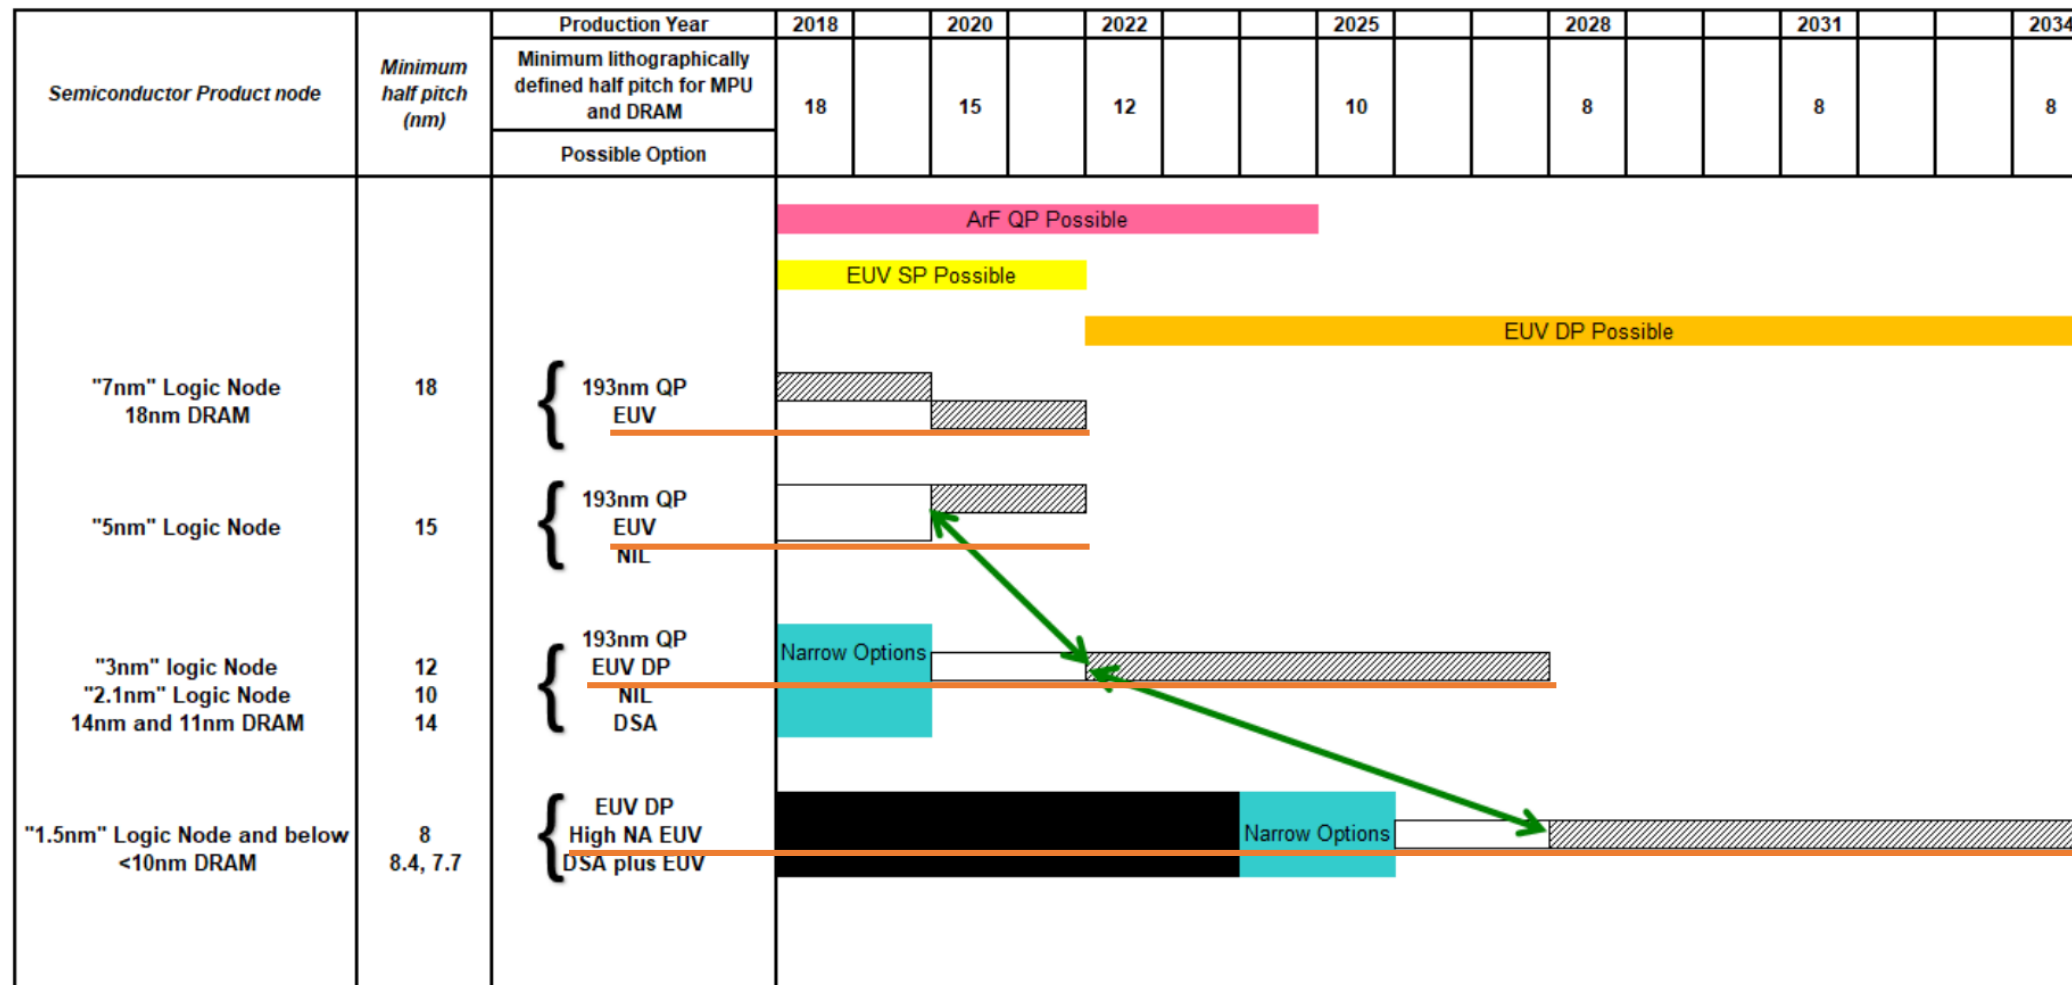 Semiconductor Product node
Minimum
half pitch
(nm)
Production Year
2018 2020 2022 2025 2028 2031 2034
Minimum lithographically
defined half pitch for MPU
and DRAM
18 15 12 10 8 8 8
Possible Option
ArF QP Possible
EUV SP Possible
EUV DP Possible
"7nm" Logic Node 18 193nm QP
18nm DRAM EUV
193nm QP
"5nm" Logic Node 15 EUV
NIL
193nm QP
Narrow Options
"3nm" logic Node 12 EUV DP
"2.1nm" Logic Node 10 NIL
14nm and 11nm DRAM 14 DSA
EUV DP
"1.5nm" Logic Node and below 8 High NA EUV Narrow Options
<10nm DRAM 8.4, 7.7 DSA plus EUV